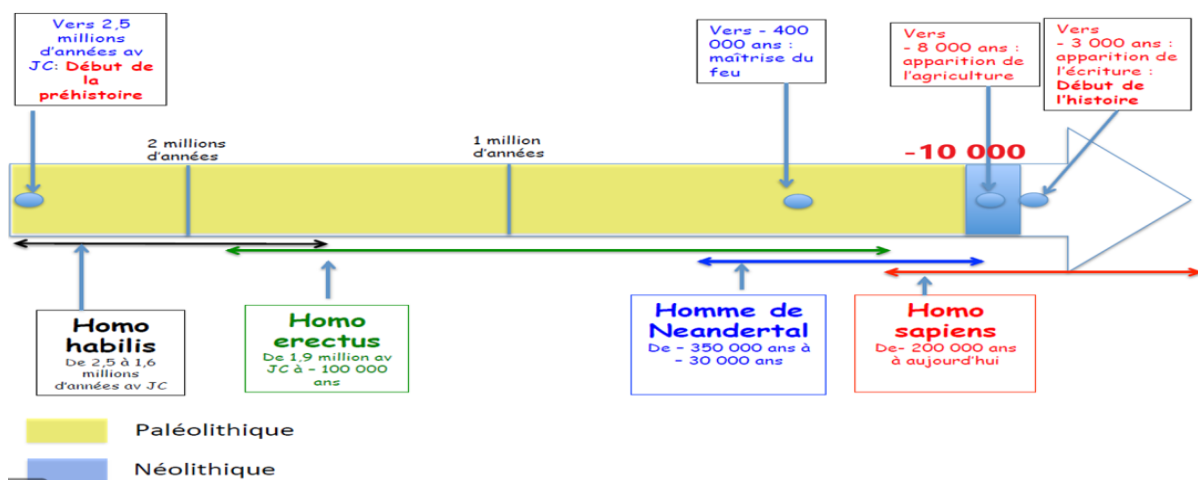 Vers 2,5
millions
d'années av
JC: Début de
la
préhistoire
Vers - 400
000 ans :
maîtrise du
feu
Vers
- 8 000 ans :
apparition de
l'agriculture
Vers
- 3 000 ans :
apparition de
l'écriture :
Début de
l'histoire
2 millions
d'années
1 million
d'années
-10 000
Homo
habilis
De 2,5 à 1,6
millions
d'années av JC
Homo
erectus
De 1,9 million av
JC à - 100 000
ans
Homme de
Neandertal
De - 350 000 ans à
- 30 000 ans
Homo
sapiens
De- 200 000 ans
à aujourd'hui
Paléolithique
Néolithique